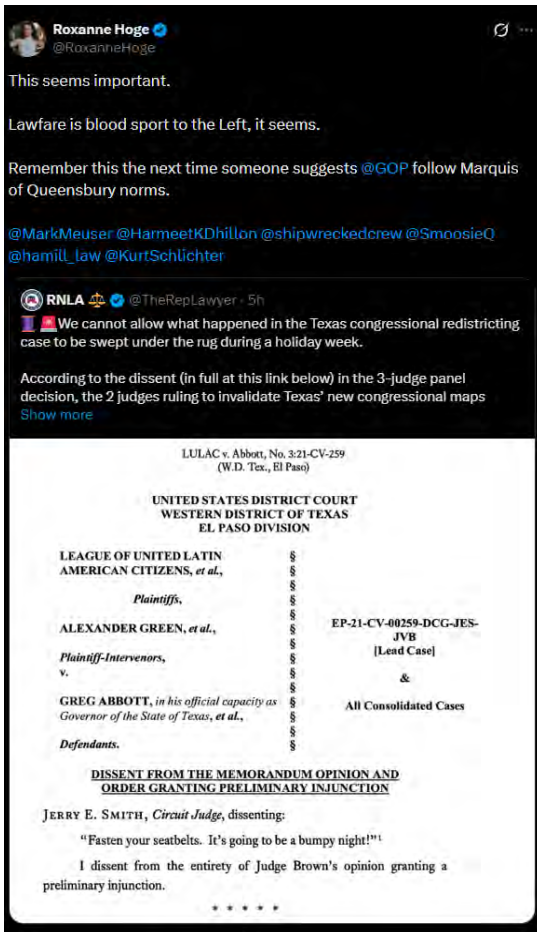 Roxanne Hoge
@RoxanneHoge
This seems important.
Lawfare is blood sport to the Left, it seems.
Remember this the next time someone suggests @GOP follow Marquis
of Queensbury norms.
@MarkMeuser @HarmeetKDhillon @shipwreckedcrew @SmoosieQ
@hamill_law @KurtSchlichter
RNLA ⚖️ @TheRepLawyer · 5h
🧵🚨We cannot allow what happened in the Texas congressional redistricting
case to be swept under the rug during a holiday week.
According to the dissent (in full at this link below) in the 3-judge panel
decision, the 2 judges ruling to invalidate Texas' new congressional maps
Show more
LULAC v. Abbott, No. 3:21-CV-259
(W.D. Tex., El Paso)
UNITED STATES DISTRICT COURT
WESTERN DISTRICT OF TEXAS
EL PASO DIVISION
LEAGUE OF UNITED LATIN
AMERICAN CITIZENS, et al.,
Plaintiffs,
ALEXANDER GREEN, et al.,
Plaintiff-Intervenors,
v.
GREG ABBOTT, in his official capacity as
Governor of the State of Texas, et al.,
Defendants.
§
§
§
§
§
§
§
§
§
§
§
§
§
EP-21-CV-00259-DCG-JES-
JVB
[Lead Case]
&
All Consolidated Cases
DISSENT FROM THE MEMORANDUM OPINION AND
ORDER GRANTING PRELIMINARY INJUNCTION
JERRY E. SMITH, Circuit Judge, dissenting:
"Fasten your seatbelts. It's going to be a bumpy night!"1
I dissent from the entirety of Judge Brown's opinion granting a
preliminary injunction.
* * * * *